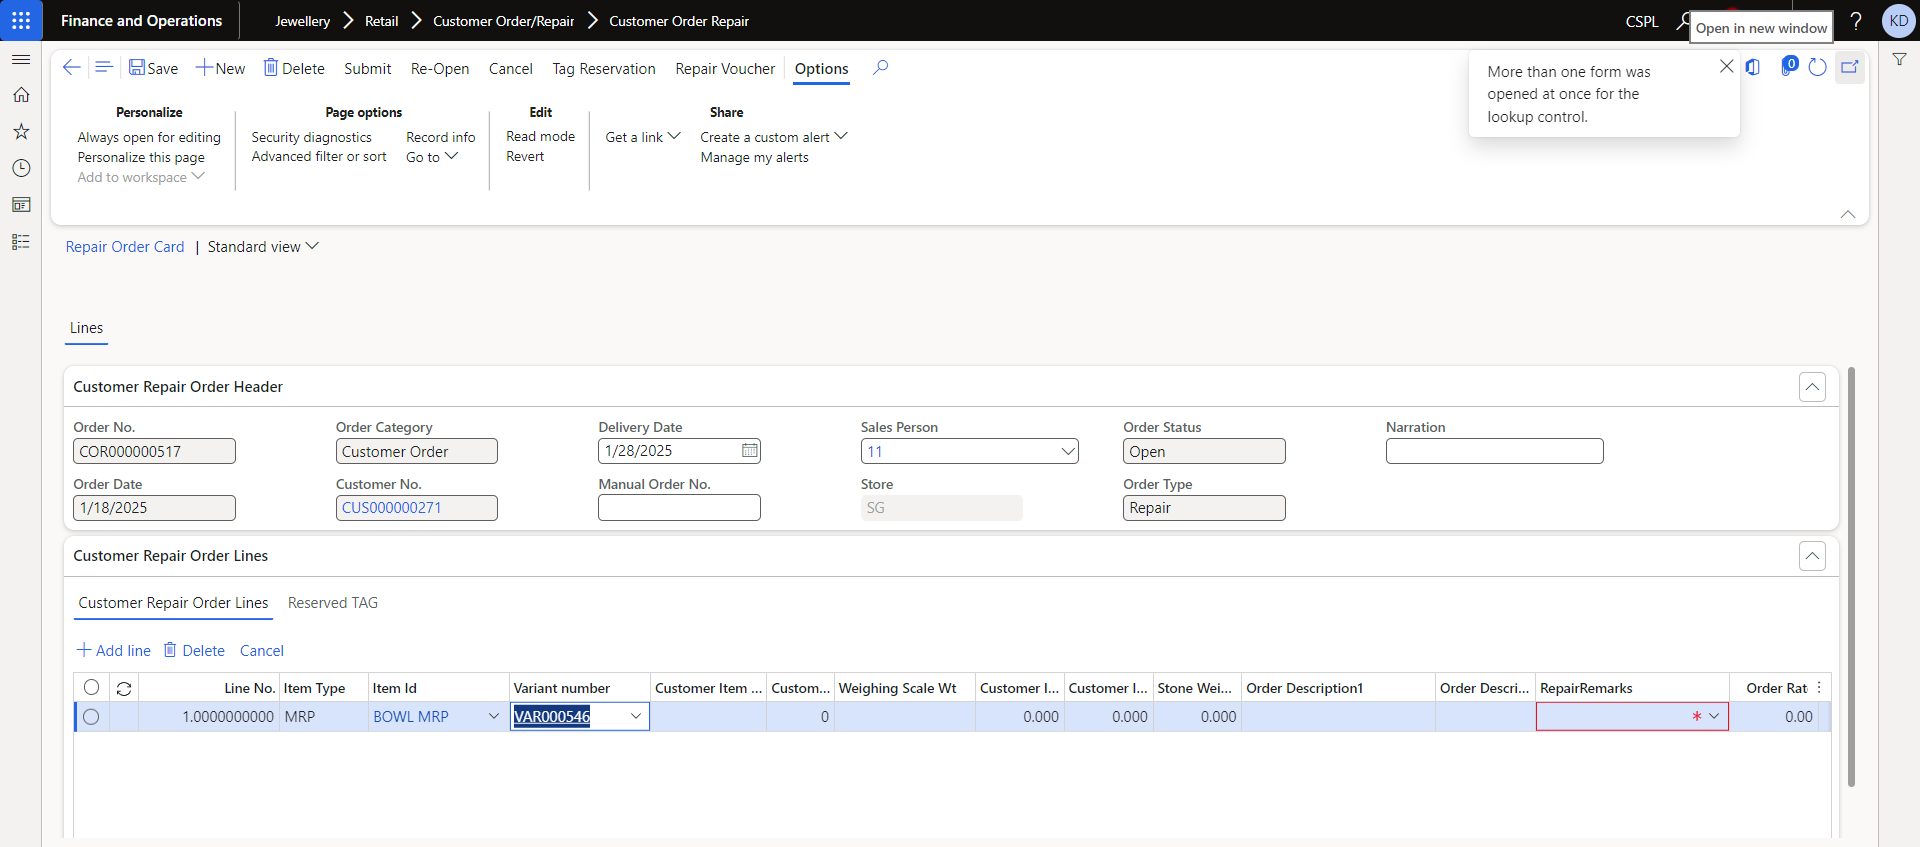 Finance and Operations
Jewellery
Retail
Customer Order/Repair
Customer Order Repair
CSPL
Open in new window
?
KD
Save
New
Delete
Submit
Re-Open
Cancel
Tag Reservation
Repair Voucher
Options
0
More than one form was
opened at once for the
lookup control.
Personalize
Always open for editing
Personalize this page
Add to workspace
Page options
Security diagnostics
Advanced filter or sort
Record info
Go to
Edit
Read mode
Revert
Get a link
Share
Create a custom alert
Manage my alerts
Repair Order Card | Standard view
Lines
Customer Repair Order Header
Order No.
COR000000517
Order Category
Customer Order
Delivery Date
1/28/2025
Sales Person
11
Order Status
Open
Narration
Order Date
1/18/2025
Customer No.
CUS000000271
Manual Order No.
Store
SG
Order Type
Repair
Customer Repair Order Lines
Customer Repair Order Lines
Reserved TAG
Add line
Delete
Cancel
Line No. Item Type Item Id Variant number Customer Item ... Custom... Weighing Scale Wt Customer I... Customer I... Stone Wei... Order Description1 Order Descri... RepairRemarks Order Rat
1.0000000000 MRP BOWL MRP VAR000546 0 0.000 0.000 0.000 * 0.00